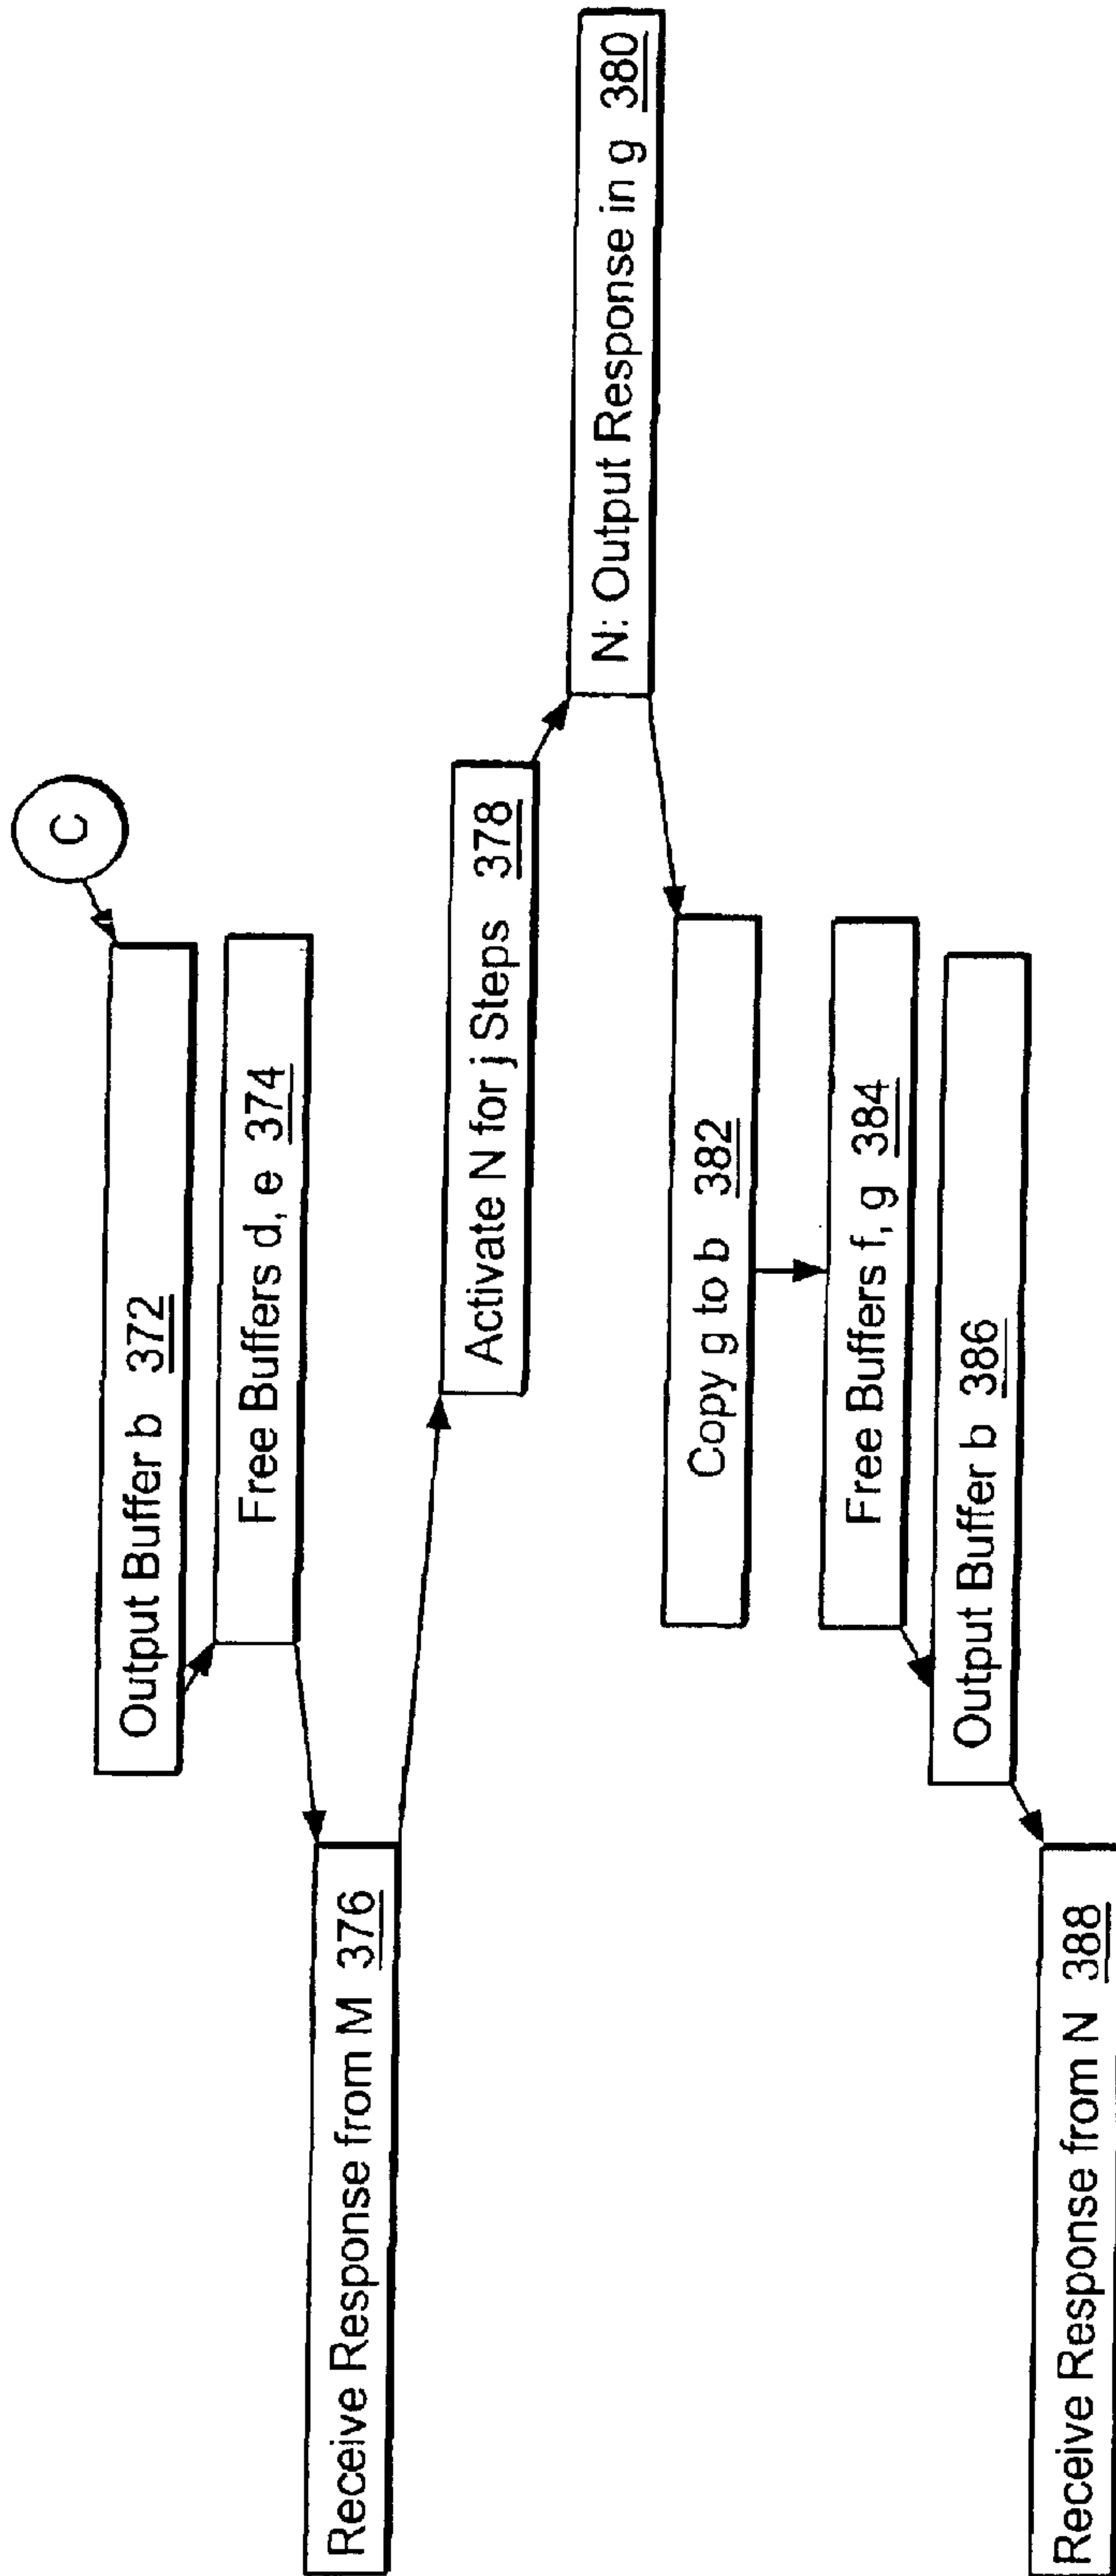 C
Output Buffer b 372
Free Buffers d, e 374
Receive Response from M 376
Activate N for j Steps 378
N: Output Response in g 380
Copy g to b 382
Free Buffers f, g 384
Output Buffer b 386
Receive Response from N 388